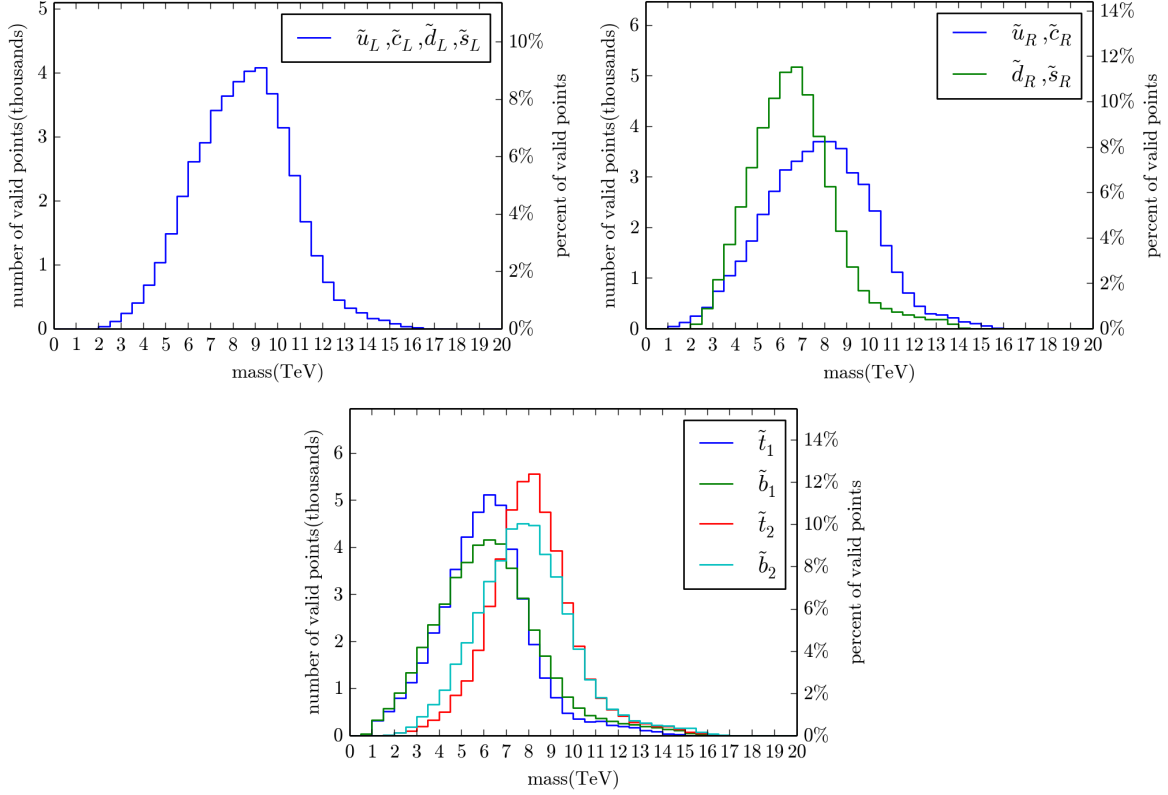 number of valid points(thousands)
5
4
3
2
1
0
ũ_L ,c̃_L ,d̃_L ,s̃_L
10%
8%
6%
4%
2%
0%
percent of valid points
0 1 2 3 4 5 6 7 8 9 10 11 12 13 14 15 16 17 18 19 20
mass(TeV)
number of valid points(thousands)
6
5
4
3
2
1
0
ũ_R ,c̃_R
d̃_R ,s̃_R
14%
12%
10%
8%
6%
4%
2%
0%
percent of valid points
0 1 2 3 4 5 6 7 8 9 10 11 12 13 14 15 16 17 18 19 20
mass(TeV)
number of valid points(thousands)
6
5
4
3
2
1
0
t̃_1
b̃_1
t̃_2
b̃_2
14%
12%
10%
8%
6%
4%
2%
0%
percent of valid points
0 1 2 3 4 5 6 7 8 9 10 11 12 13 14 15 16 17 18 19 20
mass(TeV)